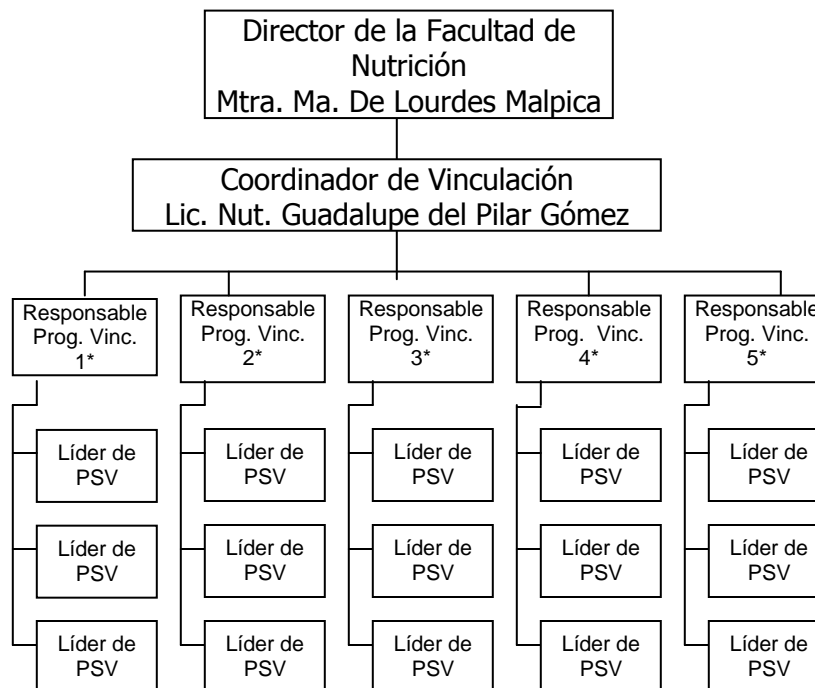 Director de la Facultad de
Nutrición
Mtra. Ma. De Lourdes Malpica
Coordinador de Vinculación
Lic. Nut. Guadalupe del Pilar Gómez
Responsable
Prog. Vinc.
1*
Responsable
Prog. Vinc.
2*
Responsable
Prog. Vinc.
3*
Responsable
Prog. Vinc.
4*
Responsable
Prog. Vinc.
5*
Líder de
PSV
Líder de
PSV
Líder de
PSV
Líder de
PSV
Líder de
PSV
Líder de
PSV
Líder de
PSV
Líder de
PSV
Líder de
PSV
Líder de
PSV
Líder de
PSV
Líder de
PSV
Líder de
PSV
Líder de
PSV
Líder de
PSV